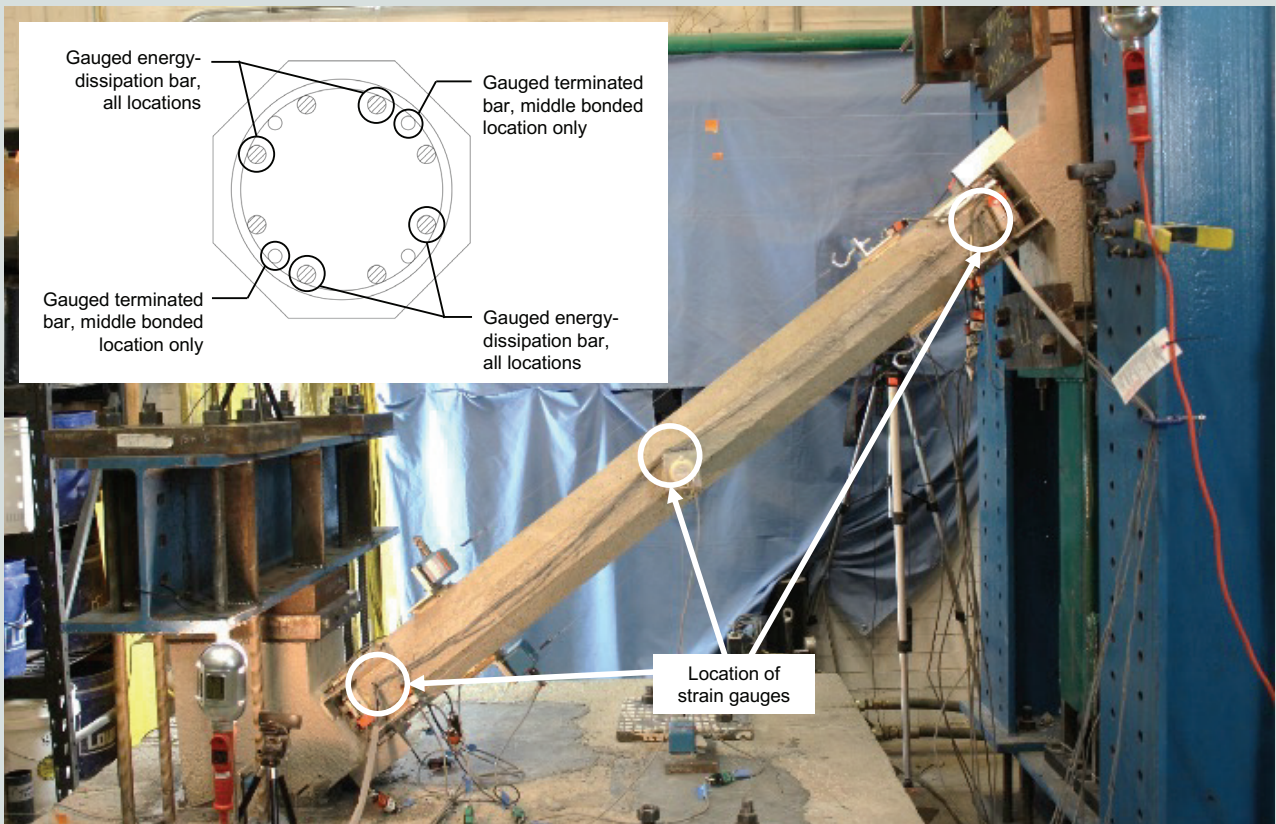 Gauged energy-
dissipation bar,
all locations
Gauged terminated
bar, middle bonded
location only
Gauged terminated
bar, middle bonded
location only
Gauged energy-
dissipation bar,
all locations
Location of
strain gauges